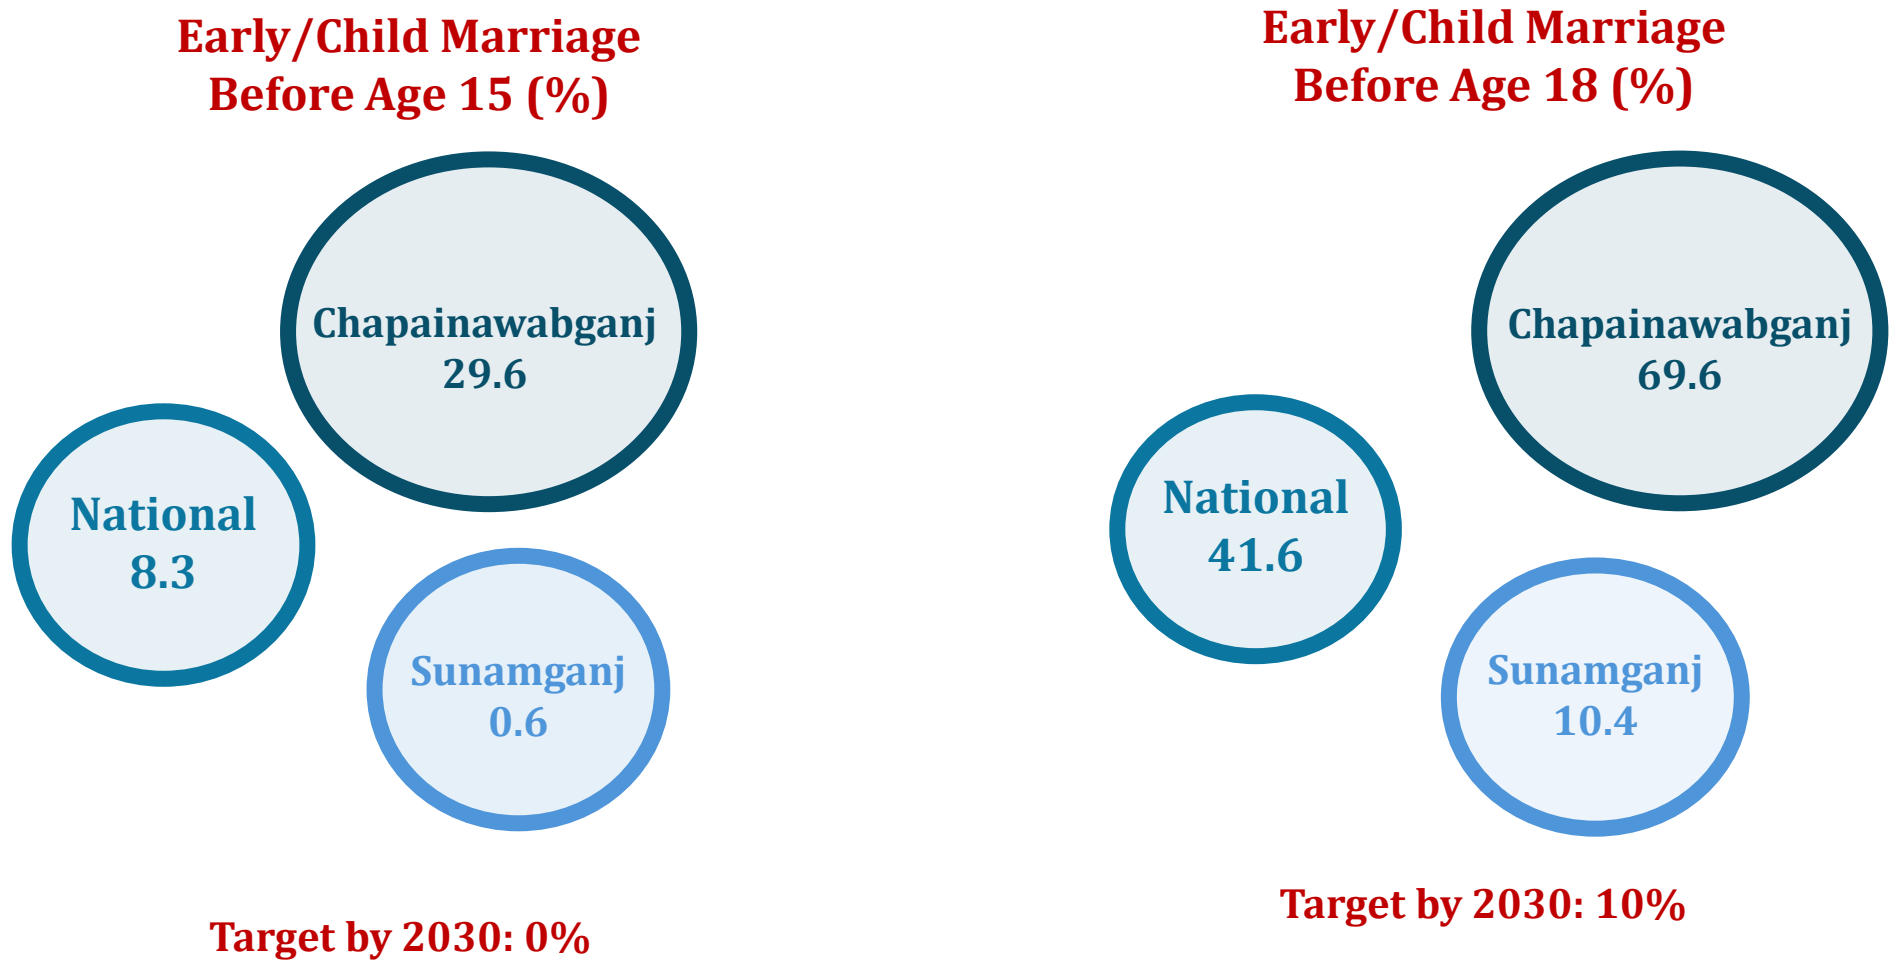 Early/Child Marriage
Before Age 15 (%)
Chapainawabganj
29.6
National
8.3
Sunamganj
0.6
Target by 2030: 0%
Early/Child Marriage
Before Age 18 (%)
Chapainawabganj
69.6
National
41.6
Sunamganj
10.4
Target by 2030: 10%